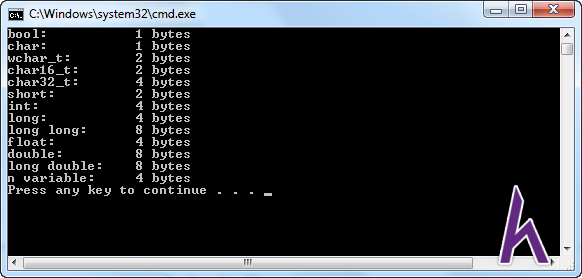 C:\Windows\system32\cmd.exe
bool: 1 bytes
char: 1 bytes
wchar_t: 2 bytes
char16_t: 2 bytes
char32_t: 4 bytes
short: 2 bytes
int: 4 bytes
long: 4 bytes
long long: 8 bytes
float: 4 bytes
double: 8 bytes
long double: 8 bytes
n variable: 4 bytes
Press any key to continue . . . _